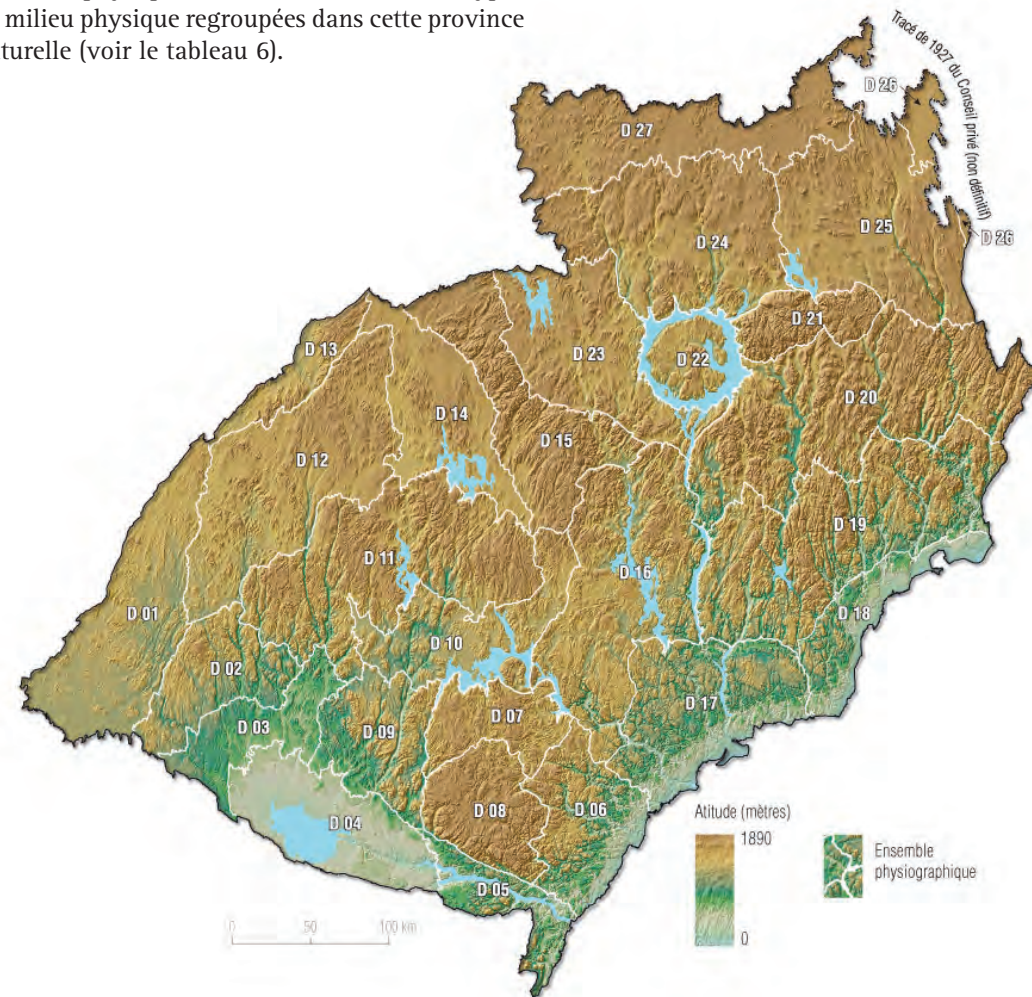 milieu physique regroupées dans cette province
turelle (voir le tableau 6).
Tracé de 1927 du Conseil privé (non définitif)
D 26
D 27
D 25
D 26
D 24
D 21
D 13
D 23
D 22
D 20
D 14
D 15
D 12
D 19
D 11
D 16
D 18
D 01
D 10
D 02
D 17
D 03
D 09
D 07
D 08
D 06
D 04
D 05
Atitude (mètres)
1890
0
Ensemble
physiographique
0 50 100 km